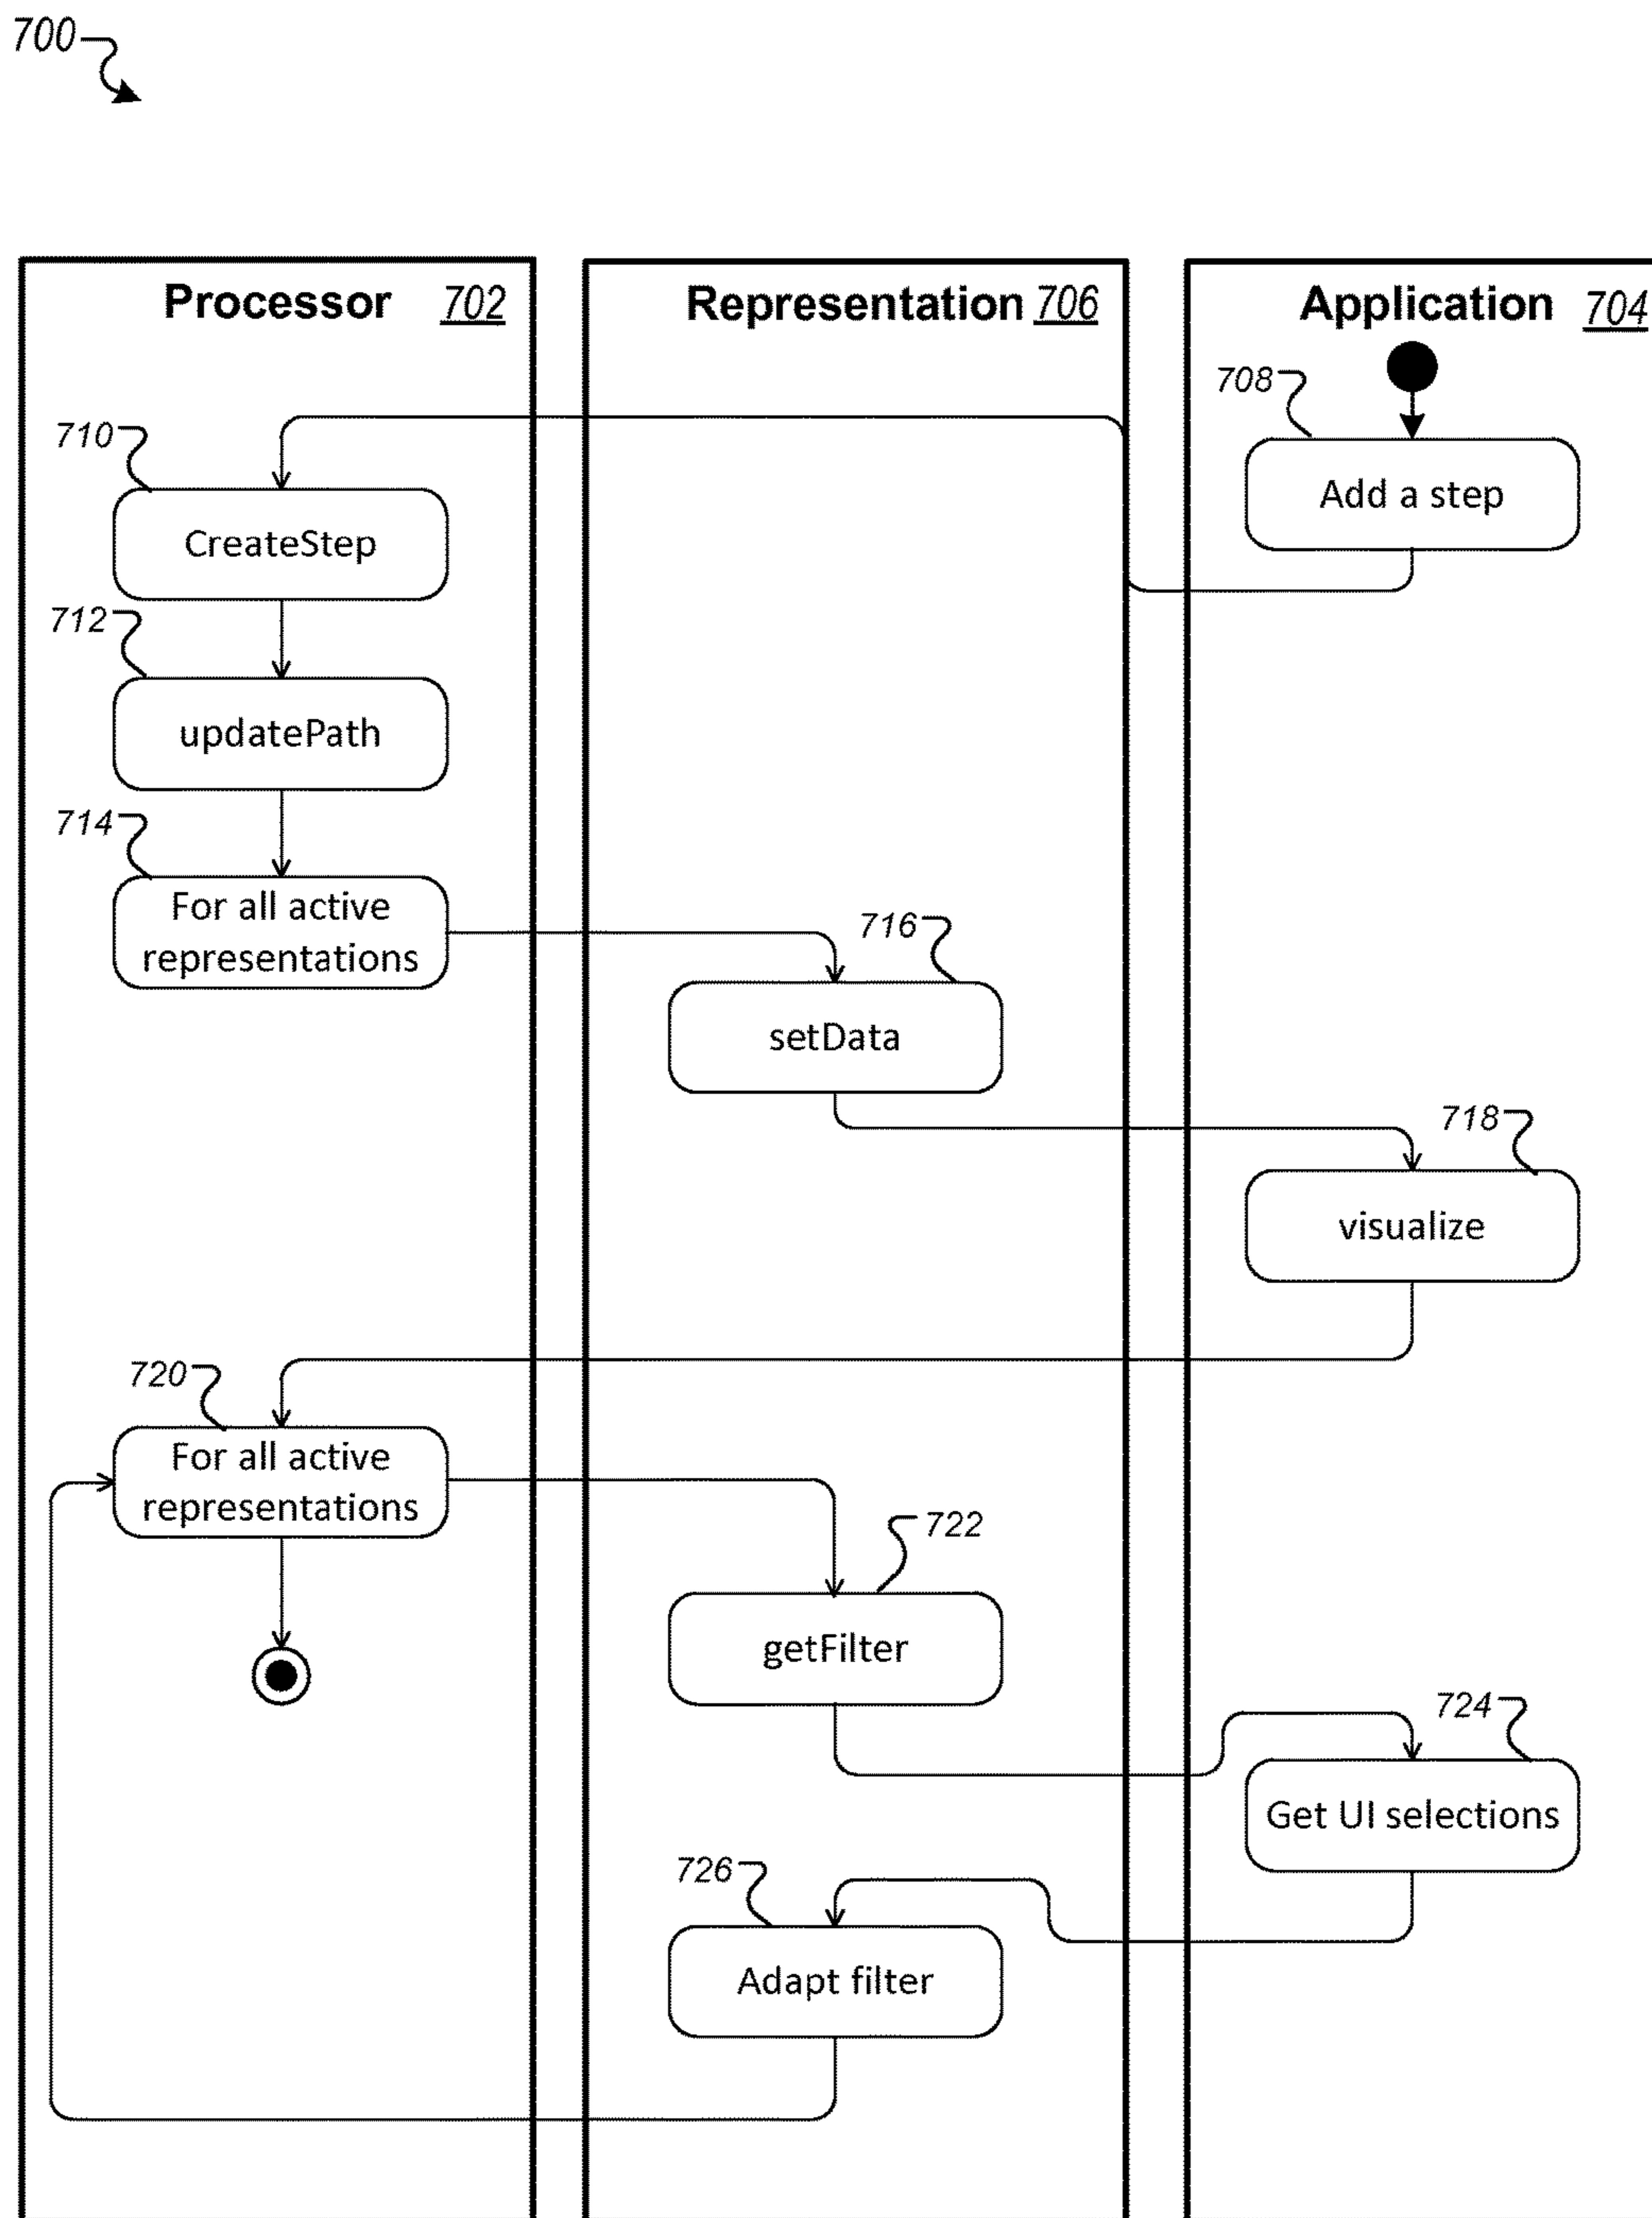 700
Processor 702
Representation 706
Application 704
708
Add a step
710
CreateStep
712
updatePath
714
For all active
representations
716
setData
718
visualize
720
For all active
representations
722
getFilter
724
Get UI selections
726
Adapt filter